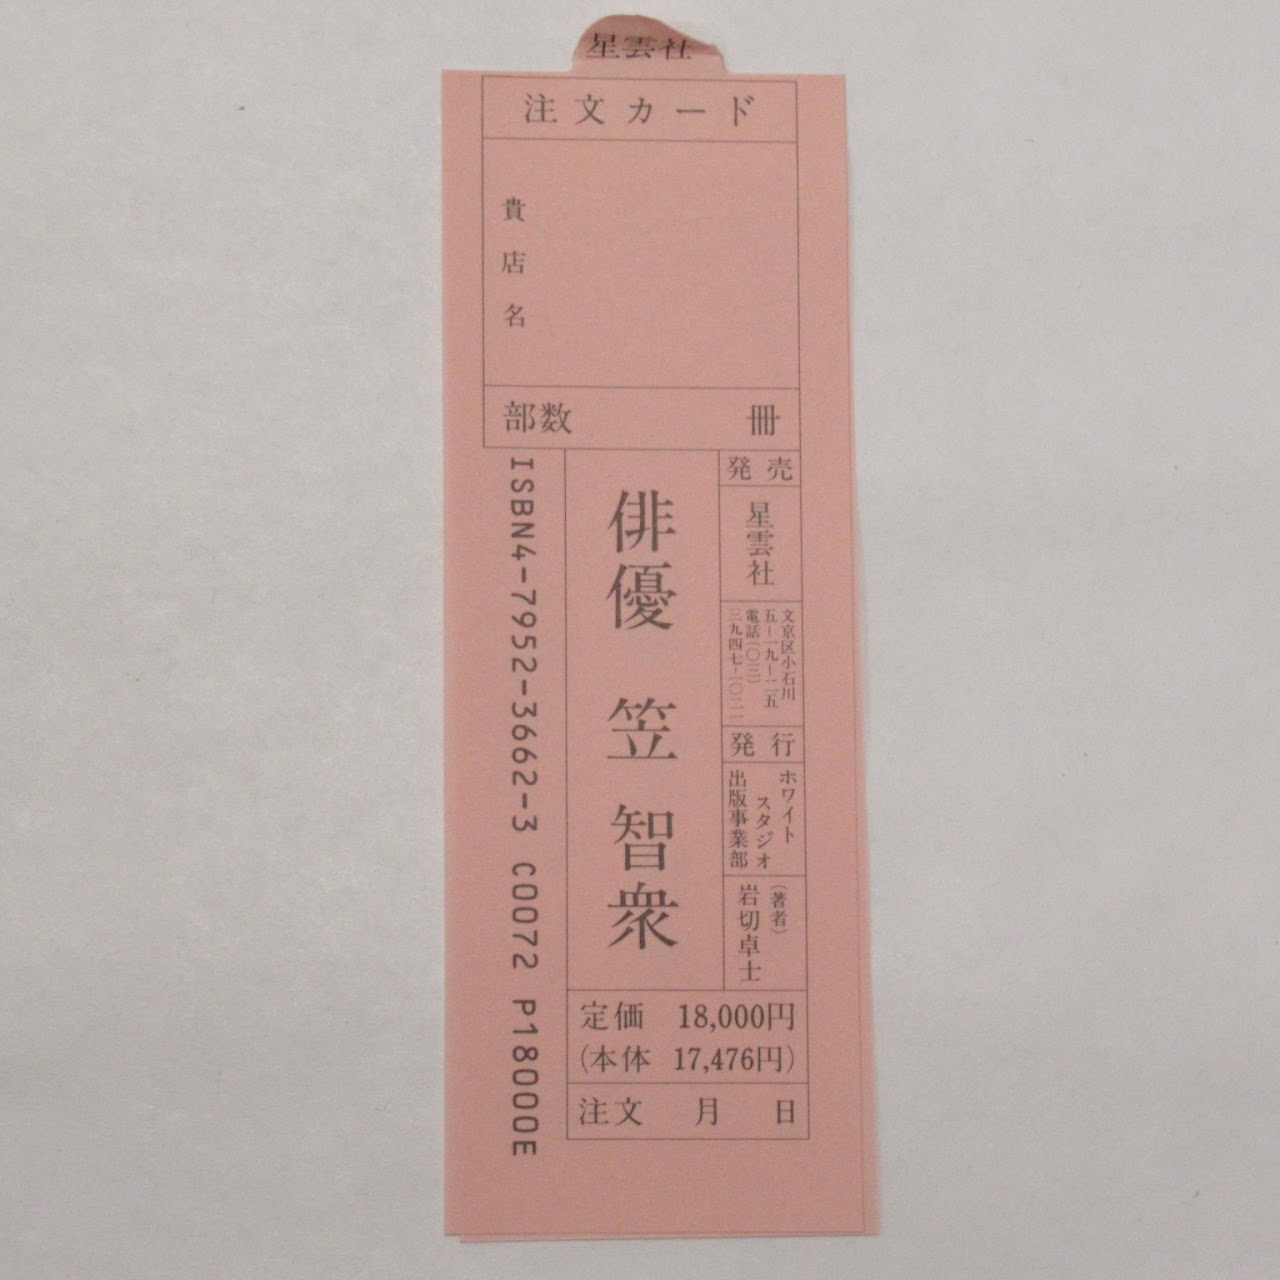 星雲社
注文カード
貴店名
部数 冊
発売
星雲社
文京区小石川
五ー一九ー二五
電話(〇三)
三九四七-一〇二一
発行
ホワイト
スタジオ
出版事業部
(著者)
岩切卓士
俳優 笠 智衆
ISBN4-7952-3662-3 C0072 P18000E
定価 18,000円
(本体 17,476円)
注文 月 日